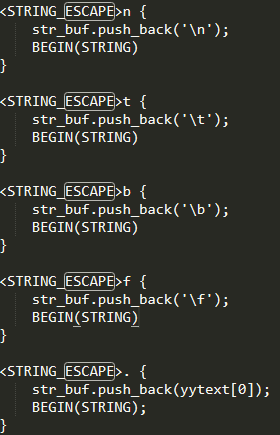 <STRING_ESCAPE>n {
    str_buf.push_back('\n');
    BEGIN(STRING)
}
<STRING_ESCAPE>t {
    str_buf.push_back('\t');
    BEGIN(STRING)
}
<STRING_ESCAPE>b {
    str_buf.push_back('\b');
    BEGIN(STRING)
}
<STRING_ESCAPE>f {
    str_buf.push_back('\f');
    BEGIN(STRING)
}
<STRING_ESCAPE>. {
    str_buf.push_back(yytext[0]);
    BEGIN(STRING);
}